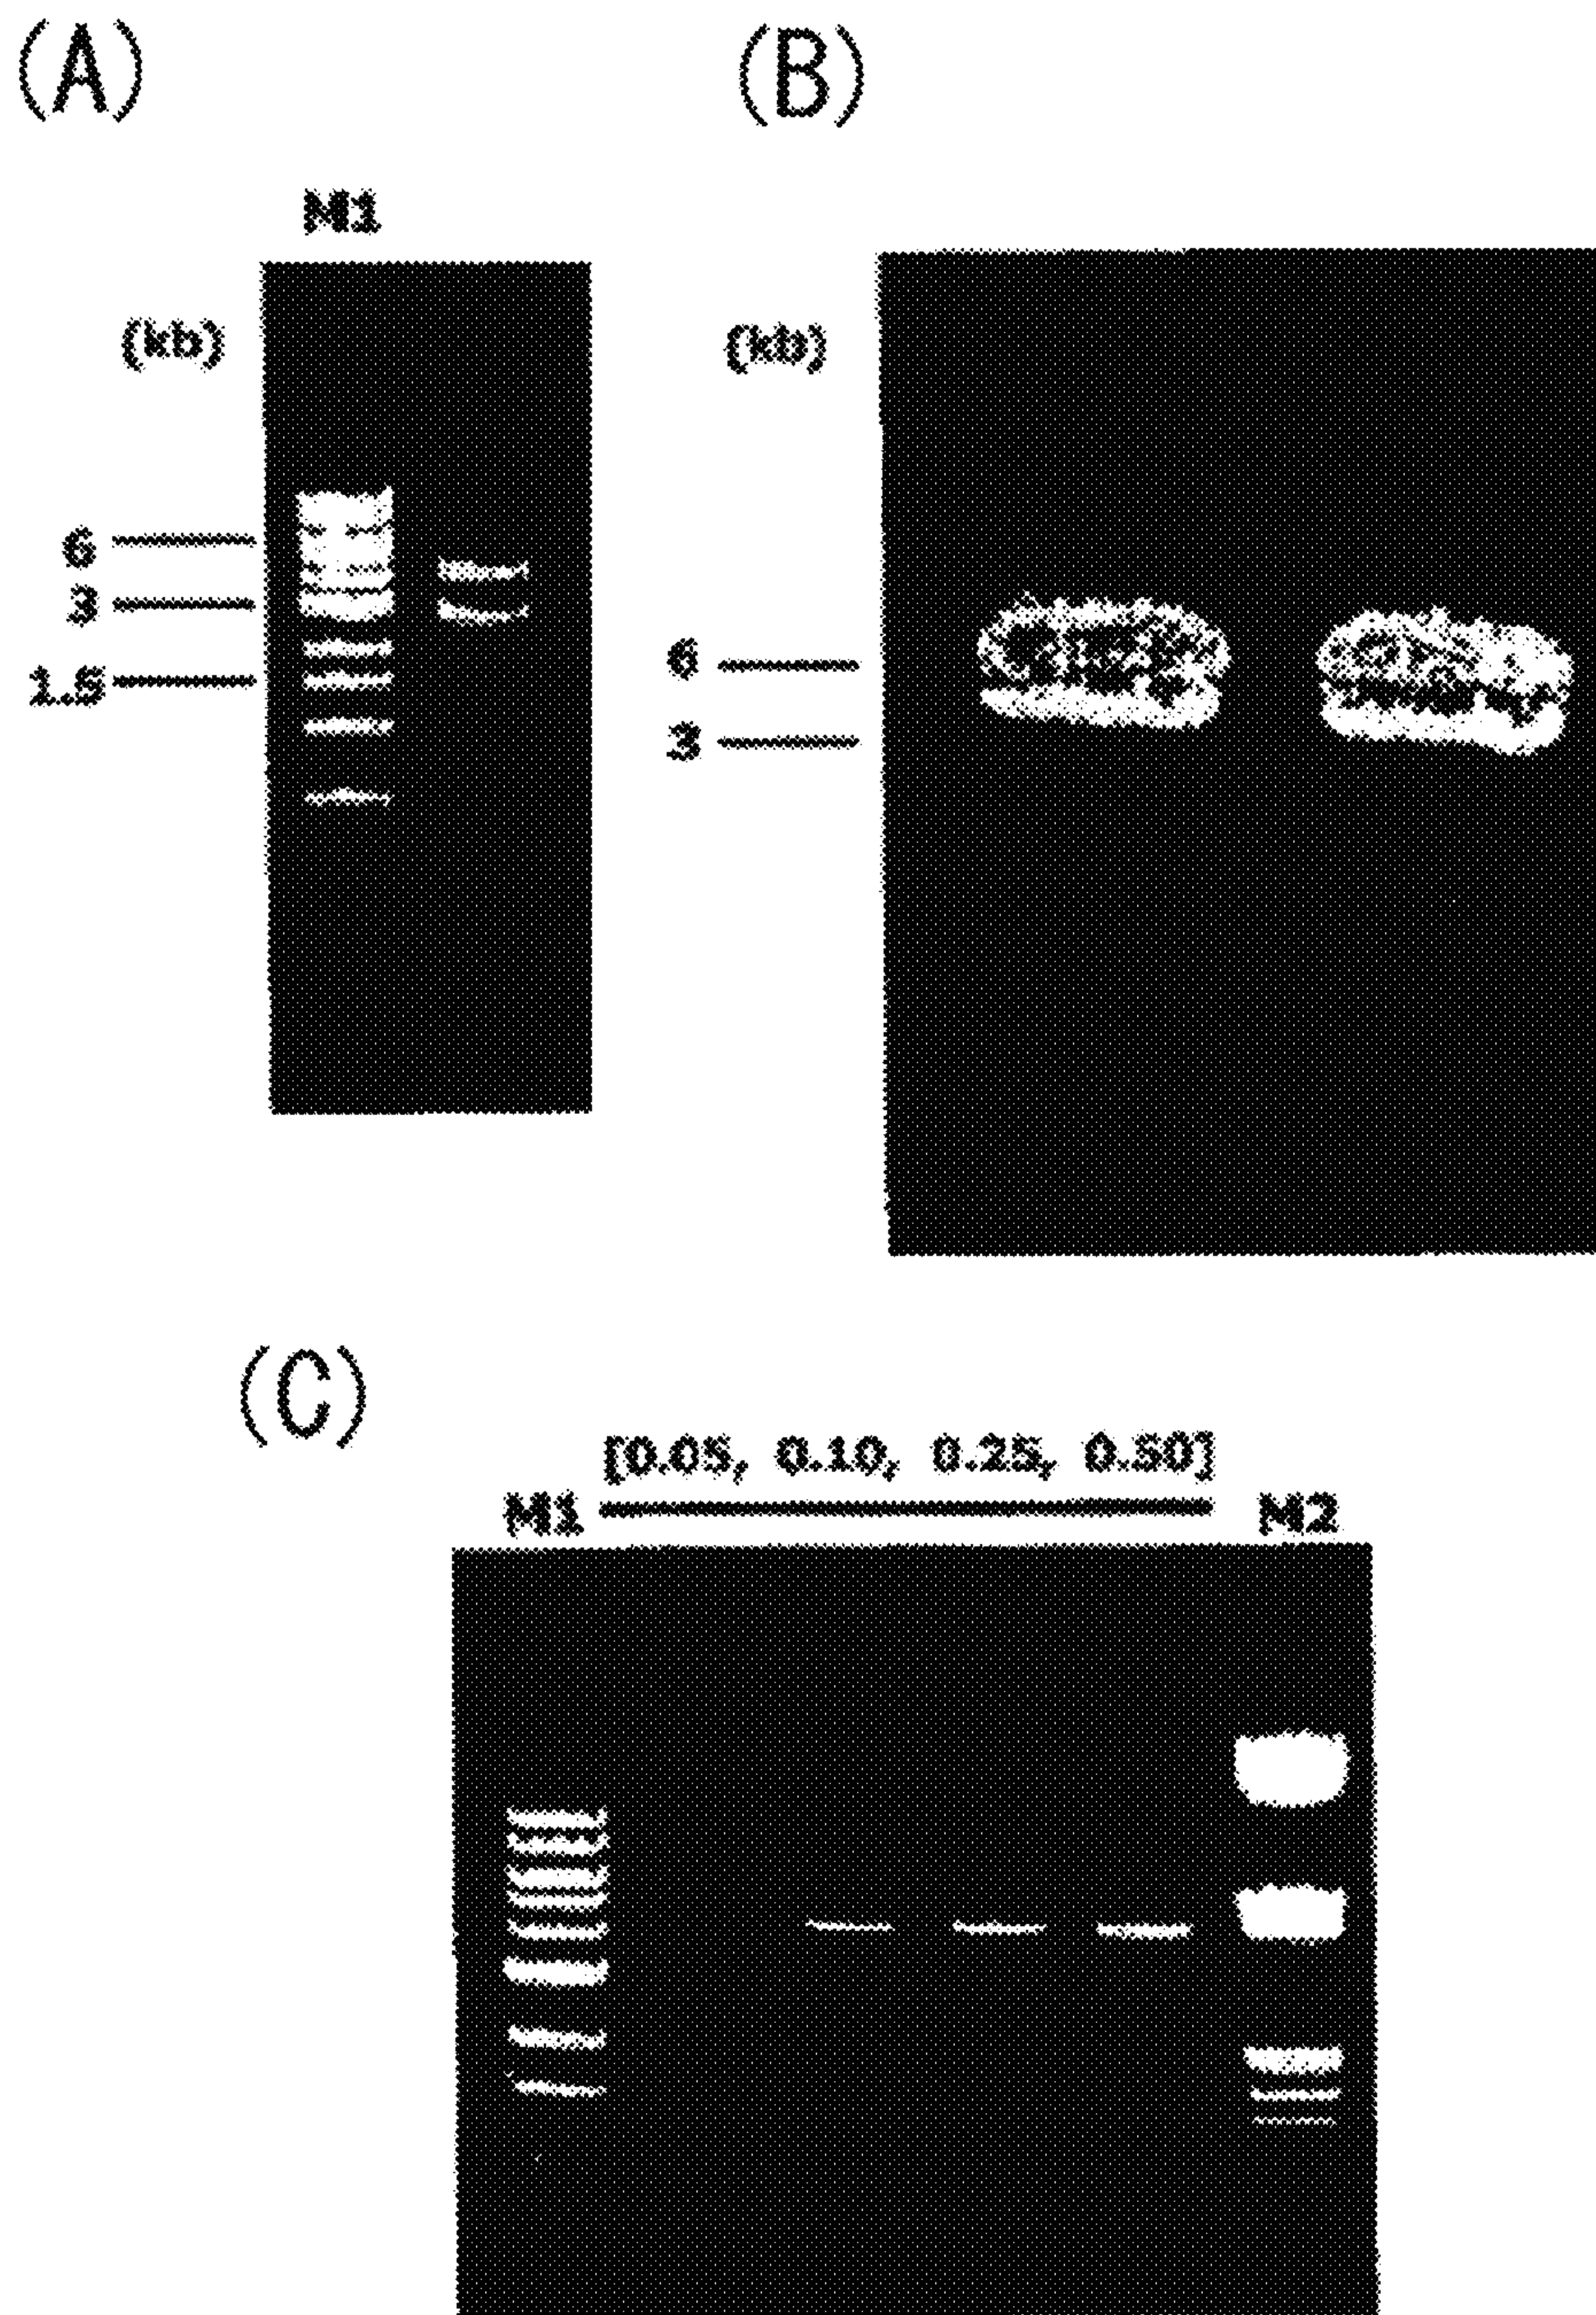 (A)
(B)
M1
(kb)
6
3
1.5
(kb)
6
3
(C)
[0.05, 0.10, 0.25, 0.50]
M1
M2